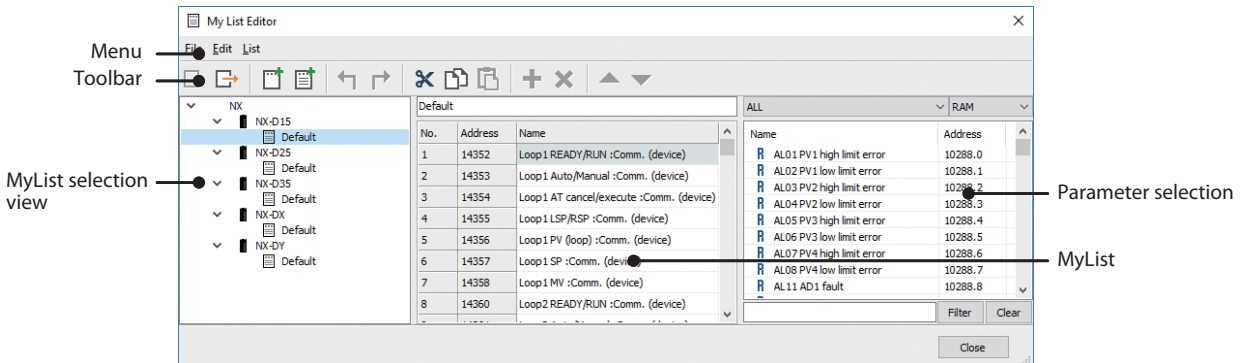 My List Editor
Menu
File Edit List
Toolbar
MyList selection
view
NX
NX-D15
Default
NX-D25
Default
NX-D35
Default
NX-DX
Default
NX-DY
Default
Default
No. Address Name
1 14352 Loop1 READY/RUN :Comm. (device)
2 14353 Loop1 Auto/Manual :Comm. (device)
3 14354 Loop1 AT cancel/execute :Comm. (device)
4 14355 Loop1 LSP/RSP :Comm. (device)
5 14356 Loop1 PV (loop) :Comm. (device)
6 14357 Loop1 SP :Comm. (device)
7 14358 Loop1 MV :Comm. (device)
8 14360 Loop2 READY/RUN :Comm. (device)
ALL RAM
Name Address
R AL01 PV1 high limit error 10288.0
R AL02 PV1 low limit error 10288.1
R AL03 PV2 high limit error 10288.2
R AL04 PV2 low limit error 10288.3
R AL05 PV3 high limit error 10288.4
R AL06 PV3 low limit error 10288.5
R AL07 PV4 high limit error 10288.6
R AL08 PV4 low limit error 10288.7
R AL11 AD1 fault 10288.8
Filter Clear
Close
Parameter selection
MyList